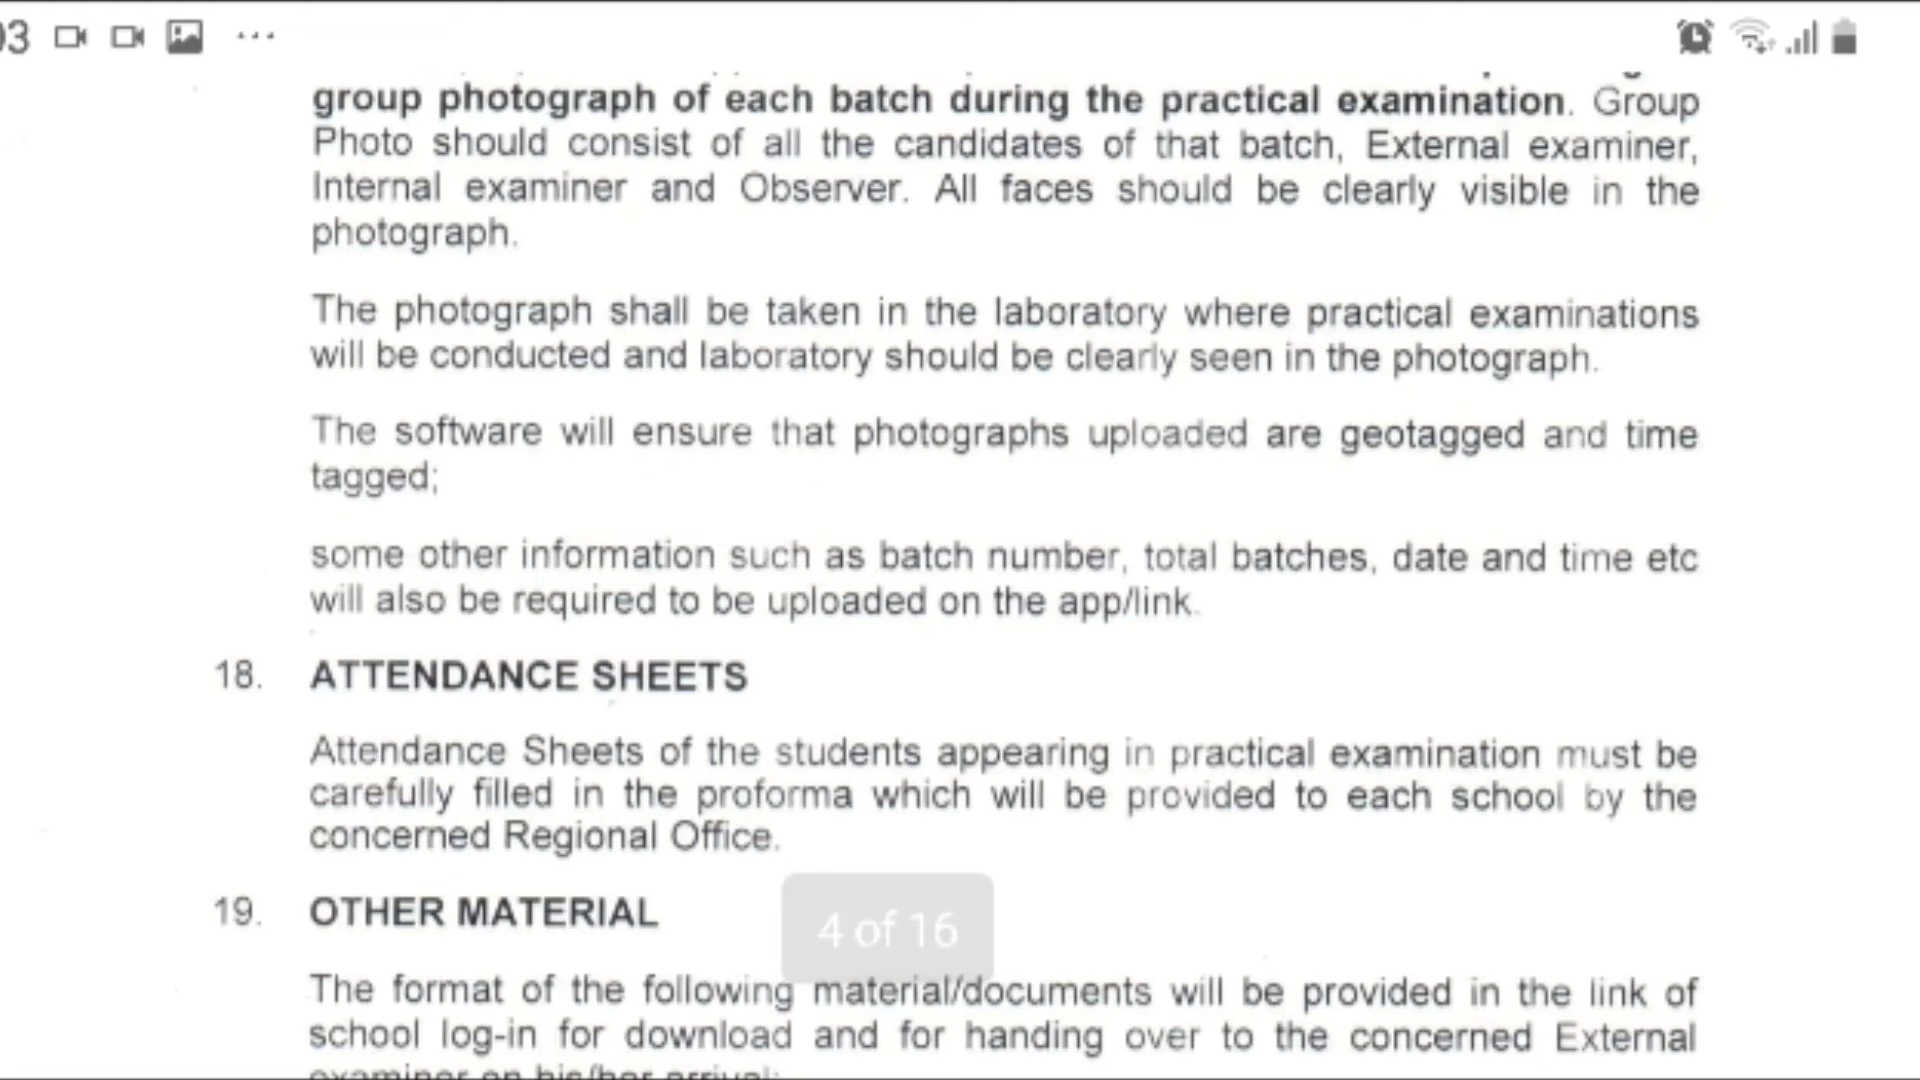 03 ...
group photograph of each batch during the practical examination. Group
Photo should consist of all the candidates of that batch, External examiner,
Internal examiner and Observer. All faces should be clearly visible in the
photograph.
The photograph shall be taken in the laboratory where practical examinations
will be conducted and laboratory should be clearly seen in the photograph.
The software will ensure that photographs uploaded are geotagged and time
tagged;
some other information such as batch number, total batches, date and time etc
will also be required to be uploaded on the app/link.
18. ATTENDANCE SHEETS
Attendance Sheets of the students appearing in practical examination must be
carefully filled in the proforma which will be provided to each school by the
concerned Regional Office.
19. OTHER MATERIAL
4 of 16
The format of the following material/documents will be provided in the link of
school log-in for download and for handing over to the concerned External
examiner on his/her arrival: